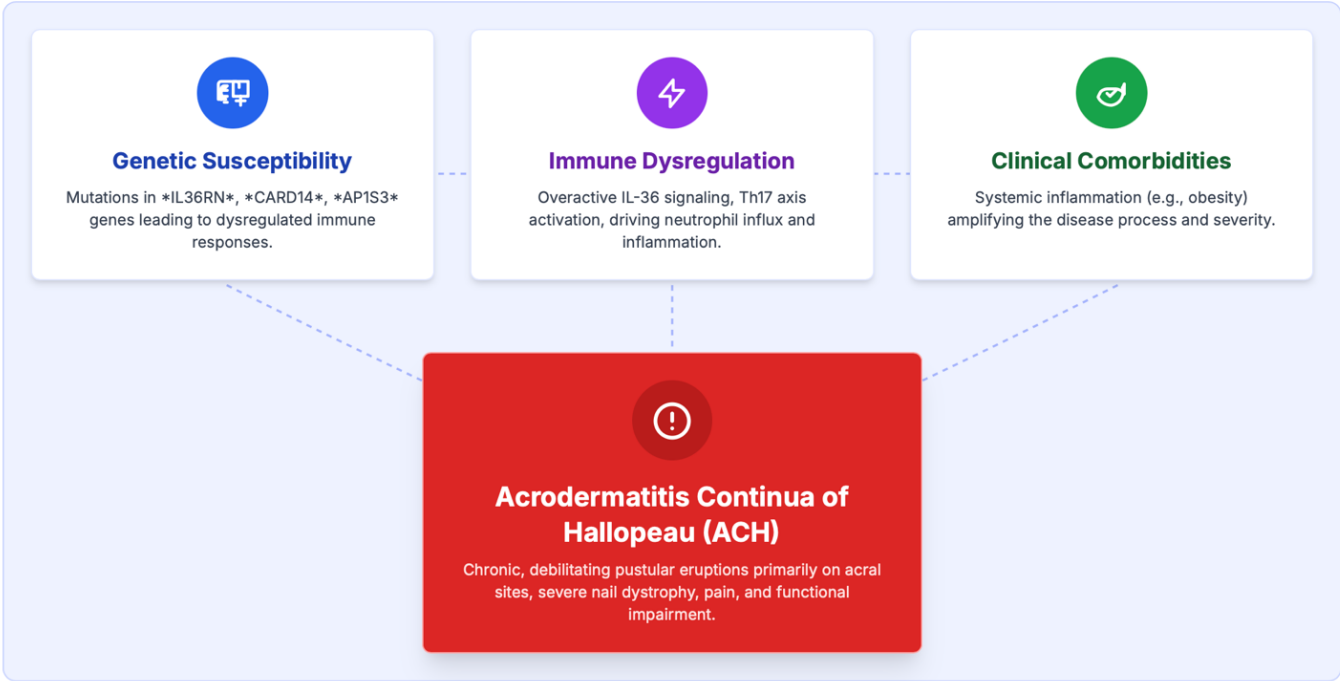 Genetic Susceptibility
Mutations in *IL36RN*, *CARD14*, *AP1S3*
genes leading to dysregulated immune
responses.
Immune Dysregulation
Overactive IL-36 signaling, Th17 axis
activation, driving neutrophil influx and
inflammation.
Clinical Comorbidities
Systemic inflammation (e.g., obesity)
amplifying the disease process and severity.
Acrodermatitis Continua of
Hallopeau (ACH)
Chronic, debilitating pustular eruptions primarily on acral
sites, severe nail dystrophy, pain, and functional
impairment.